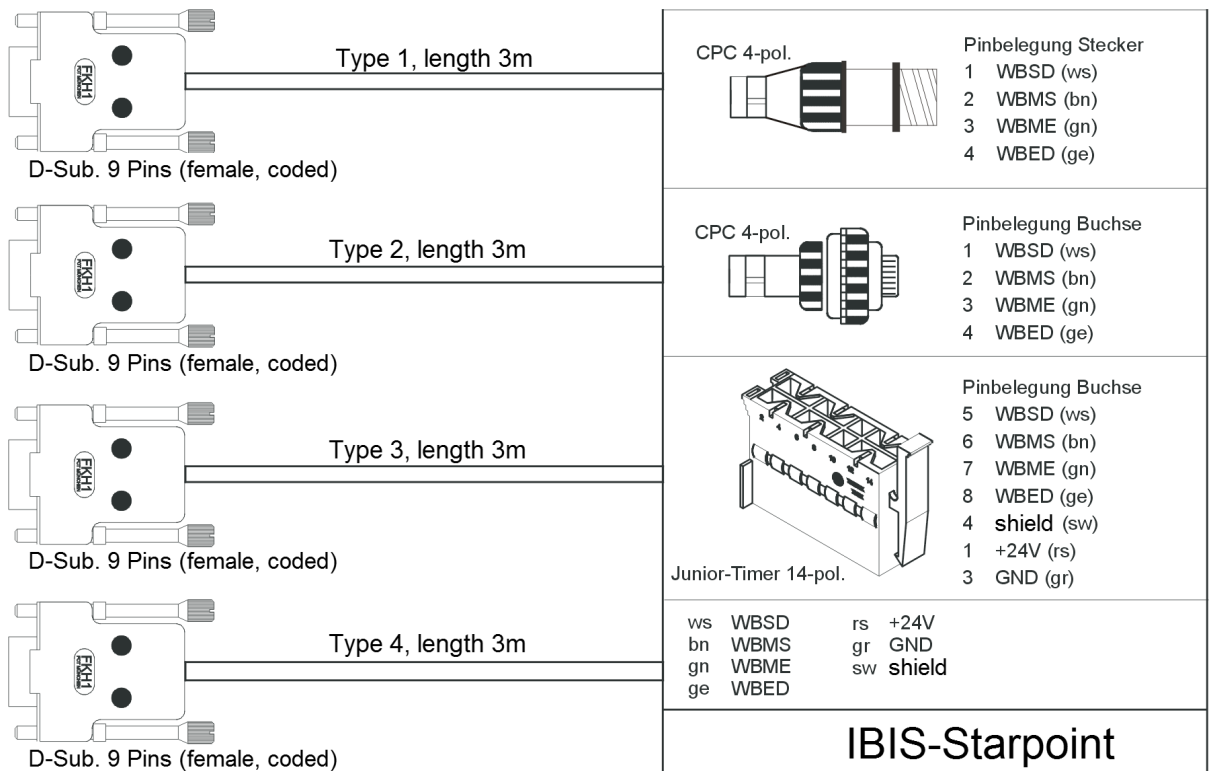 Type 1, length 3m
FKH1
D-Sub. 9 Pins (female, coded)
CPC 4-pol.
Pinbelegung Stecker
1 WBSD (ws)
2 WBMS (bn)
3 WBME (gn)
4 WBED (ge)
Type 2, length 3m
FKH1
D-Sub. 9 Pins (female, coded)
CPC 4-pol.
Pinbelegung Buchse
1 WBSD (ws)
2 WBMS (bn)
3 WBME (gn)
4 WBED (ge)
Type 3, length 3m
FKH1
D-Sub. 9 Pins (female, coded)
Junior-Timer 14-pol.
Pinbelegung Buchse
5 WBSD (ws)
6 WBMS (bn)
7 WBME (gn)
8 WBED (ge)
4 shield (sw)
1 +24V (rs)
3 GND (gr)
Type 4, length 3m
FKH1
D-Sub. 9 Pins (female, coded)
ws WBSD rs +24V
bn WBMS gr GND
gn WBME sw shield
ge WBED
IBIS-Starpoint